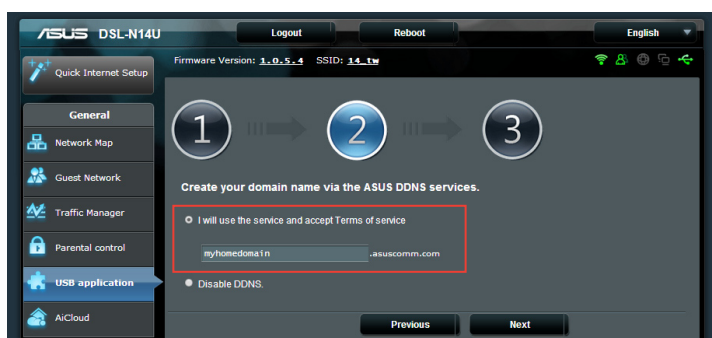 ASUS DSL-N14U Logout Reboot English
Quick Internet Setup
Firmware Version: 1.0.5.4 SSID: 14_tw
General
Network Map
Guest Network
Traffic Manager
Parental control
USB application
AiCloud
1 2 3
Create your domain name via the ASUS DDNS services.
I will use the service and accept Terms of service
myhomedomain .asuscomm.com
Disable DDNS.
Previous Next